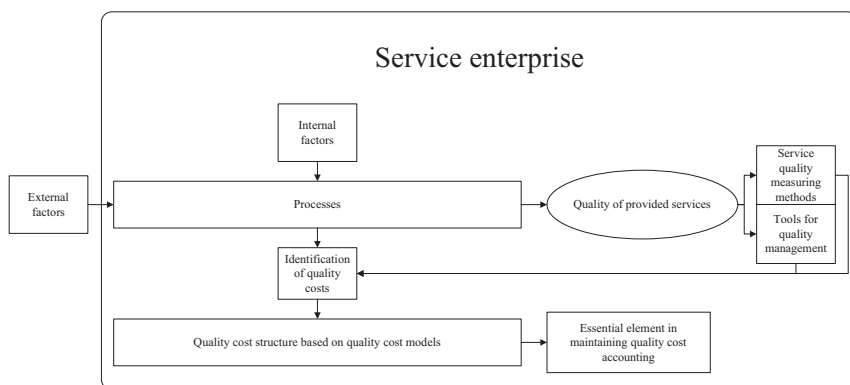 Service enterprise
Internal
factors
External
factors
Processes
Quality of provided services
Service
quality
measuring
methods
Tools for
quality
management
Identification
of quality
costs
Quality cost structure based on quality cost models
Essential element in
maintaining quality cost
accounting